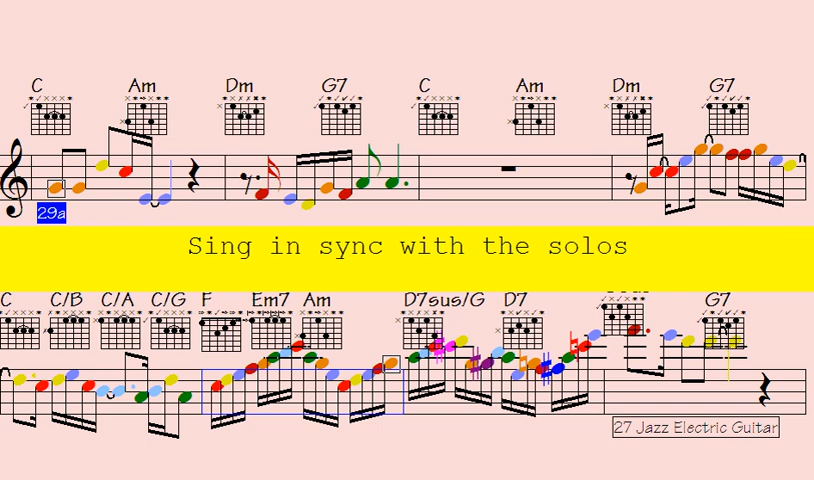 C Am Dm G7 C Am Dm G7
29a
Sing in sync with the solos
C C/B C/A C/G F Em7 Am D7sus/G D7 G7
27 Jazz Electric Guitar